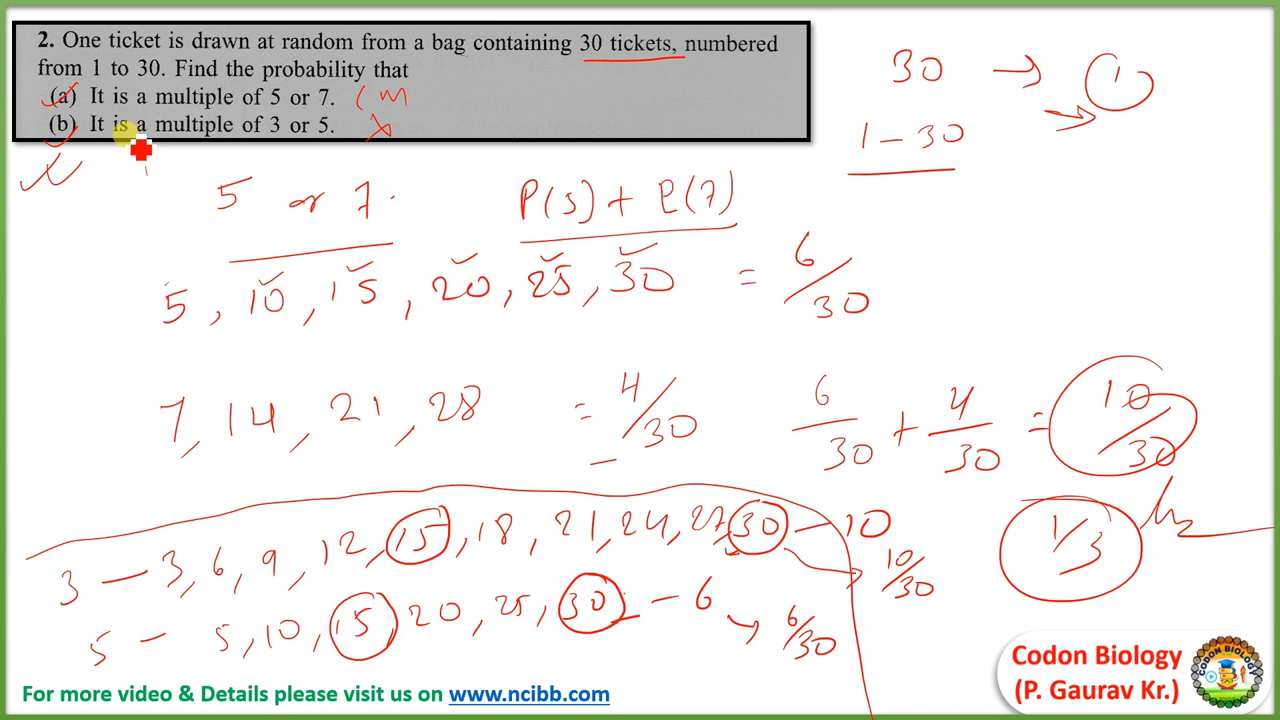 2. One ticket is drawn at random from a bag containing 30 tickets, numbered
from 1 to 30. Find the probability that
(a) It is a multiple of 5 or 7. (m
(b) It is a multiple of 3 or 5.
30 → 1
1 – 30
5 or 7. P(5) + P(7)
5, 10, 15, 20, 25, 30 = 6/30
7, 14, 21, 28 = 4/30
6/30 + 4/30 = 10/30
1/3
3 — 3, 6, 9, 12, 15, 18, 21, 24, 27, 30 – 10
10/30
5 – 5, 10, 15, 20, 25, 30 – 6 → 6/30
Codon Biology
(P. Gaurav Kr.)
CODON BIOLOGY
For more video & Details please visit us on www.ncibb.com